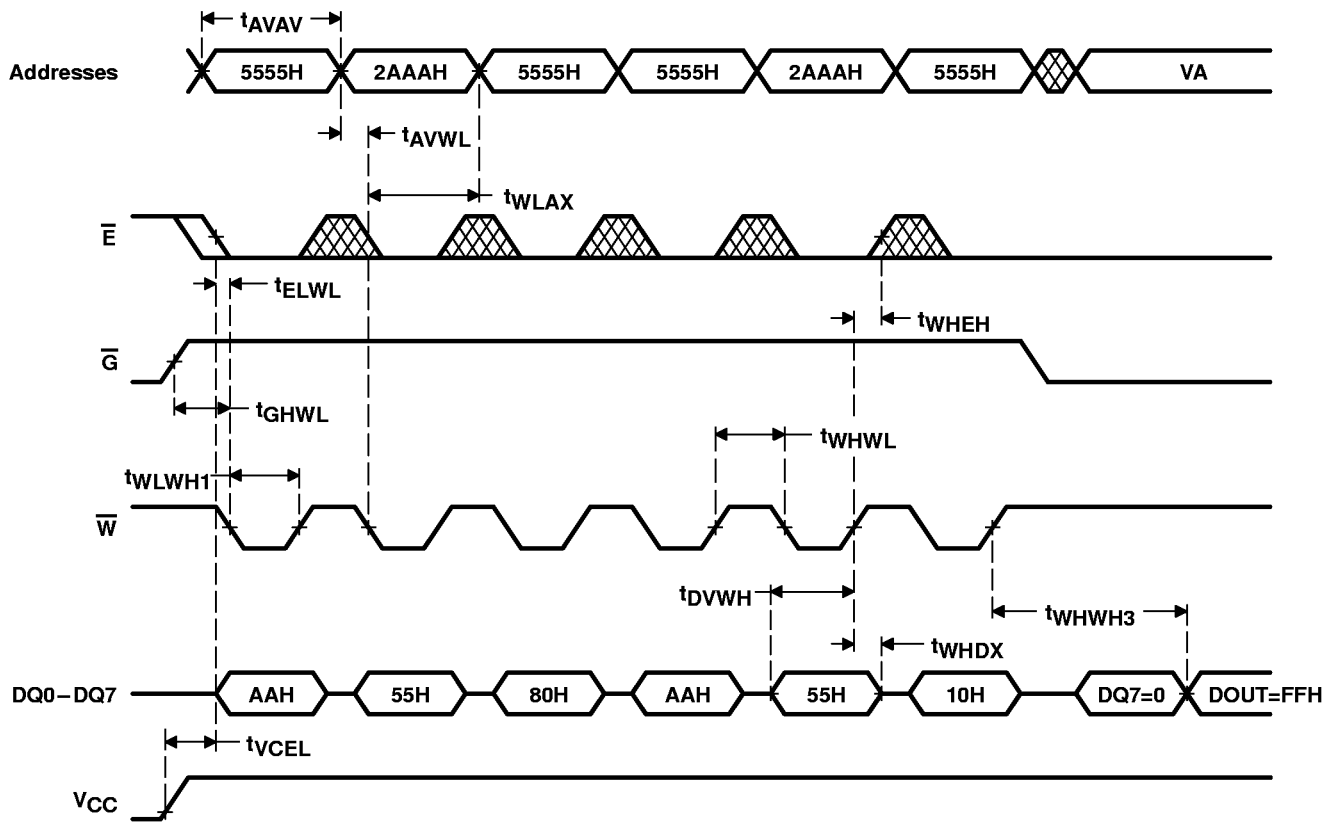 tAVAV
Addresses 5555H 2AAAH 5555H 5555H 2AAAH 5555H VA
tAVWL
tWLAX
E
tELWL
tWHEH
G
tGHWL
tWHWL
tWLWH1
W
tDVWH
tWHWH3
tWHDX
DQ0–DQ7 AAH 55H 80H AAH 55H 10H DQ7=0 DOUT=FFH
tVCEL
VCC